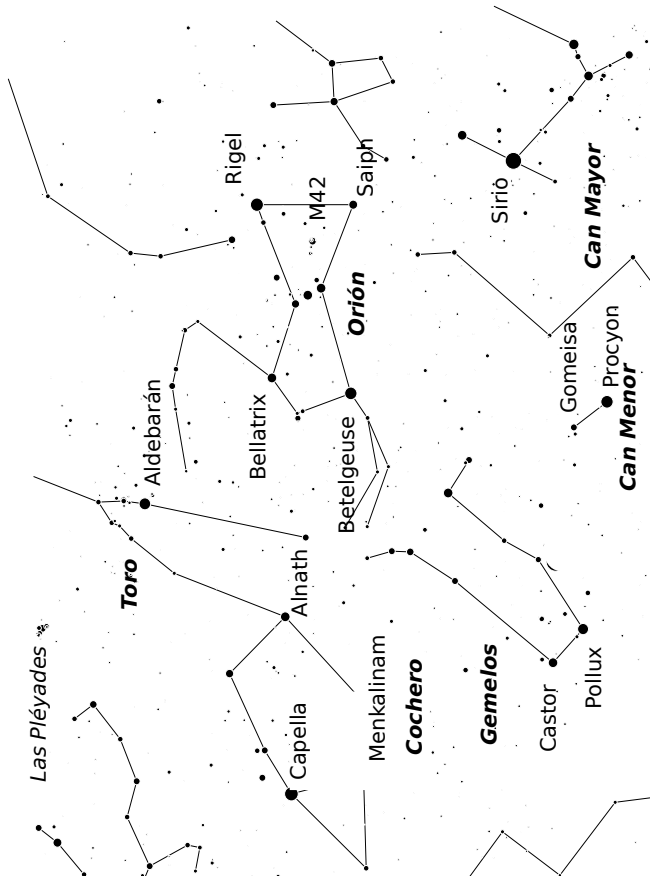 Las Pléyades
Toro
Aldebarán
Rigel
Bellatrix
Capella
Alnath
M42
Betelgeuse
Orión
Saiph
Menkalinam
Cochero
Gemelos
Sirio
Castor
Gomeisa
Pollux
Can Mayor
Procyon
Can Menor